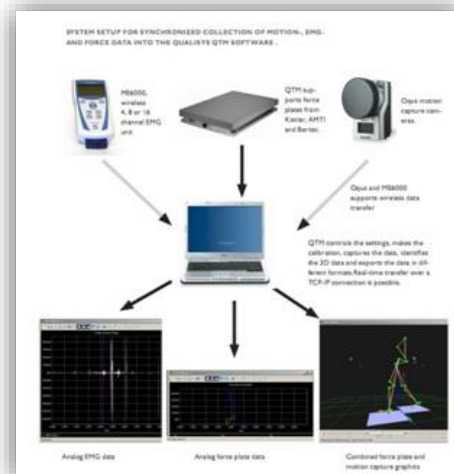 SYSTEM SETUP FOR SYNCHRONIZED COLLECTION OF MOTION-, EMG-
AND FORCE DATA INTO THE QUALISYS QTM SOFTWARE .
ME6000,
wireless
4, 8 or 16
channel EMG
unit
QTM sup-
ports force
plates from
Kistler, AMTI
and Bertec.
Oqus motion
capture cam-
eras.
Oqus and ME6000
supports wireless data
transfer
QTM controls the settings, makes the
calibration, captures the data, identifies
the 3D data and exports the data in dif-
ferent formats. Real-time transfer over a
TCP-IP connection is possible.
Analog EMG data
Analog force plate data
Combined force plate and
motion capture graphics